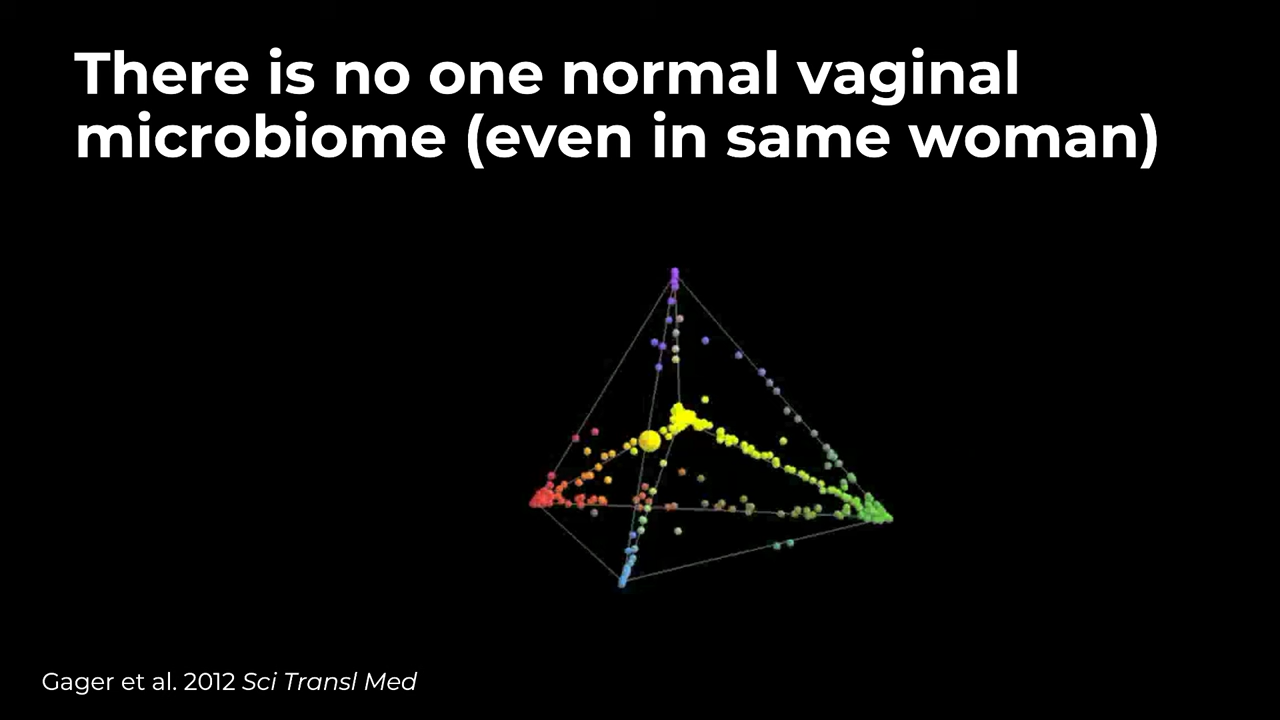 There is no one normal vaginal
microbiome (even in same woman)
Gager et al. 2012 Sci Transl Med